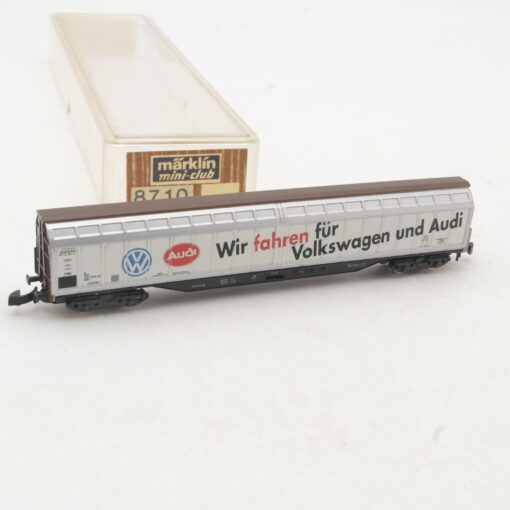 märklin
mini-club
8710
VW
Audi
Wir fahren für
Volkswagen und Audi